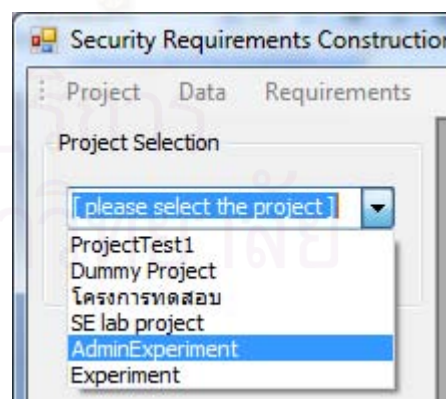 Security Requirements Constructio
Project Data Requirements
Project Selection
[ please select the project ]
ProjectTest1
Dummy Project
โครงการทดสอบ
SE lab project
AdminExperiment
Experiment